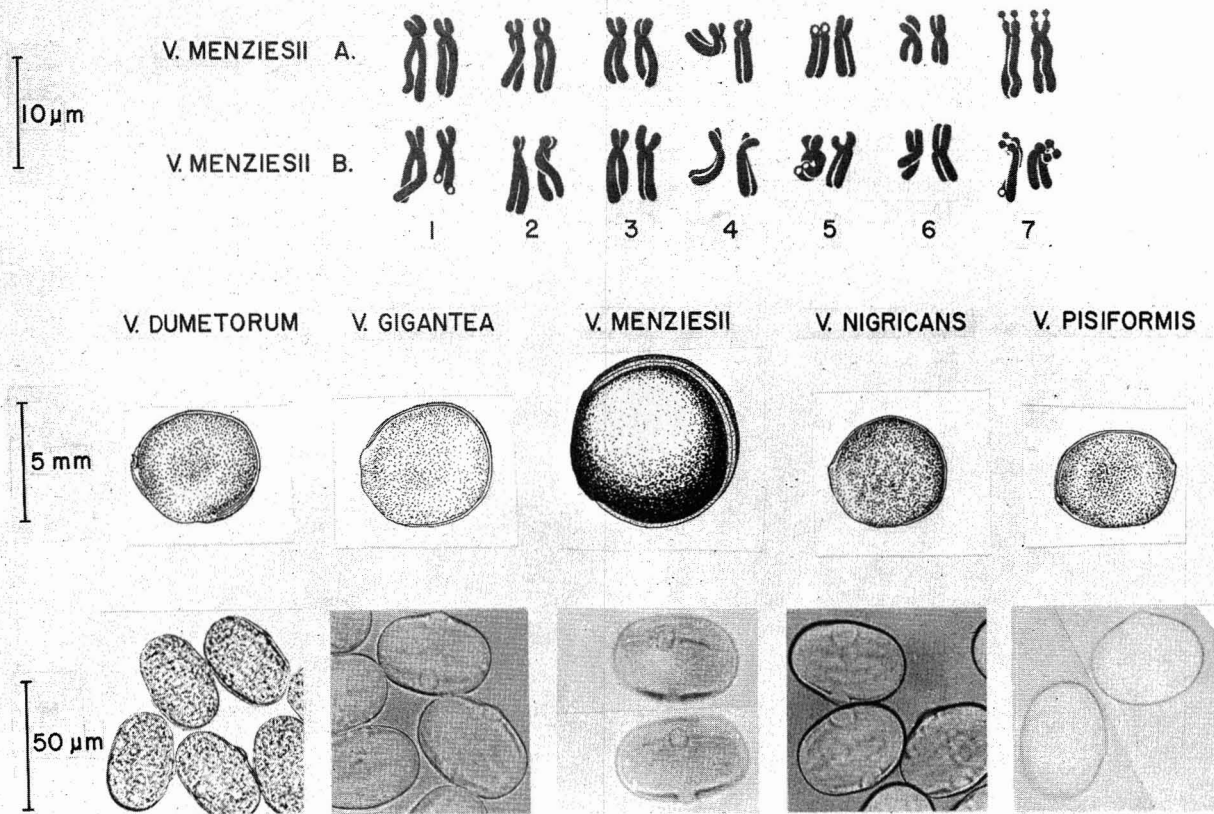 V. MENZIESII A.
10 µm
V. MENZIESII B.
1 2 3 4 5 6 7
V. DUMETORUM V. GIGANTEA V. MENZIESII V. NIGRICANS V. PISIFORMIS
5 mm
50 µm